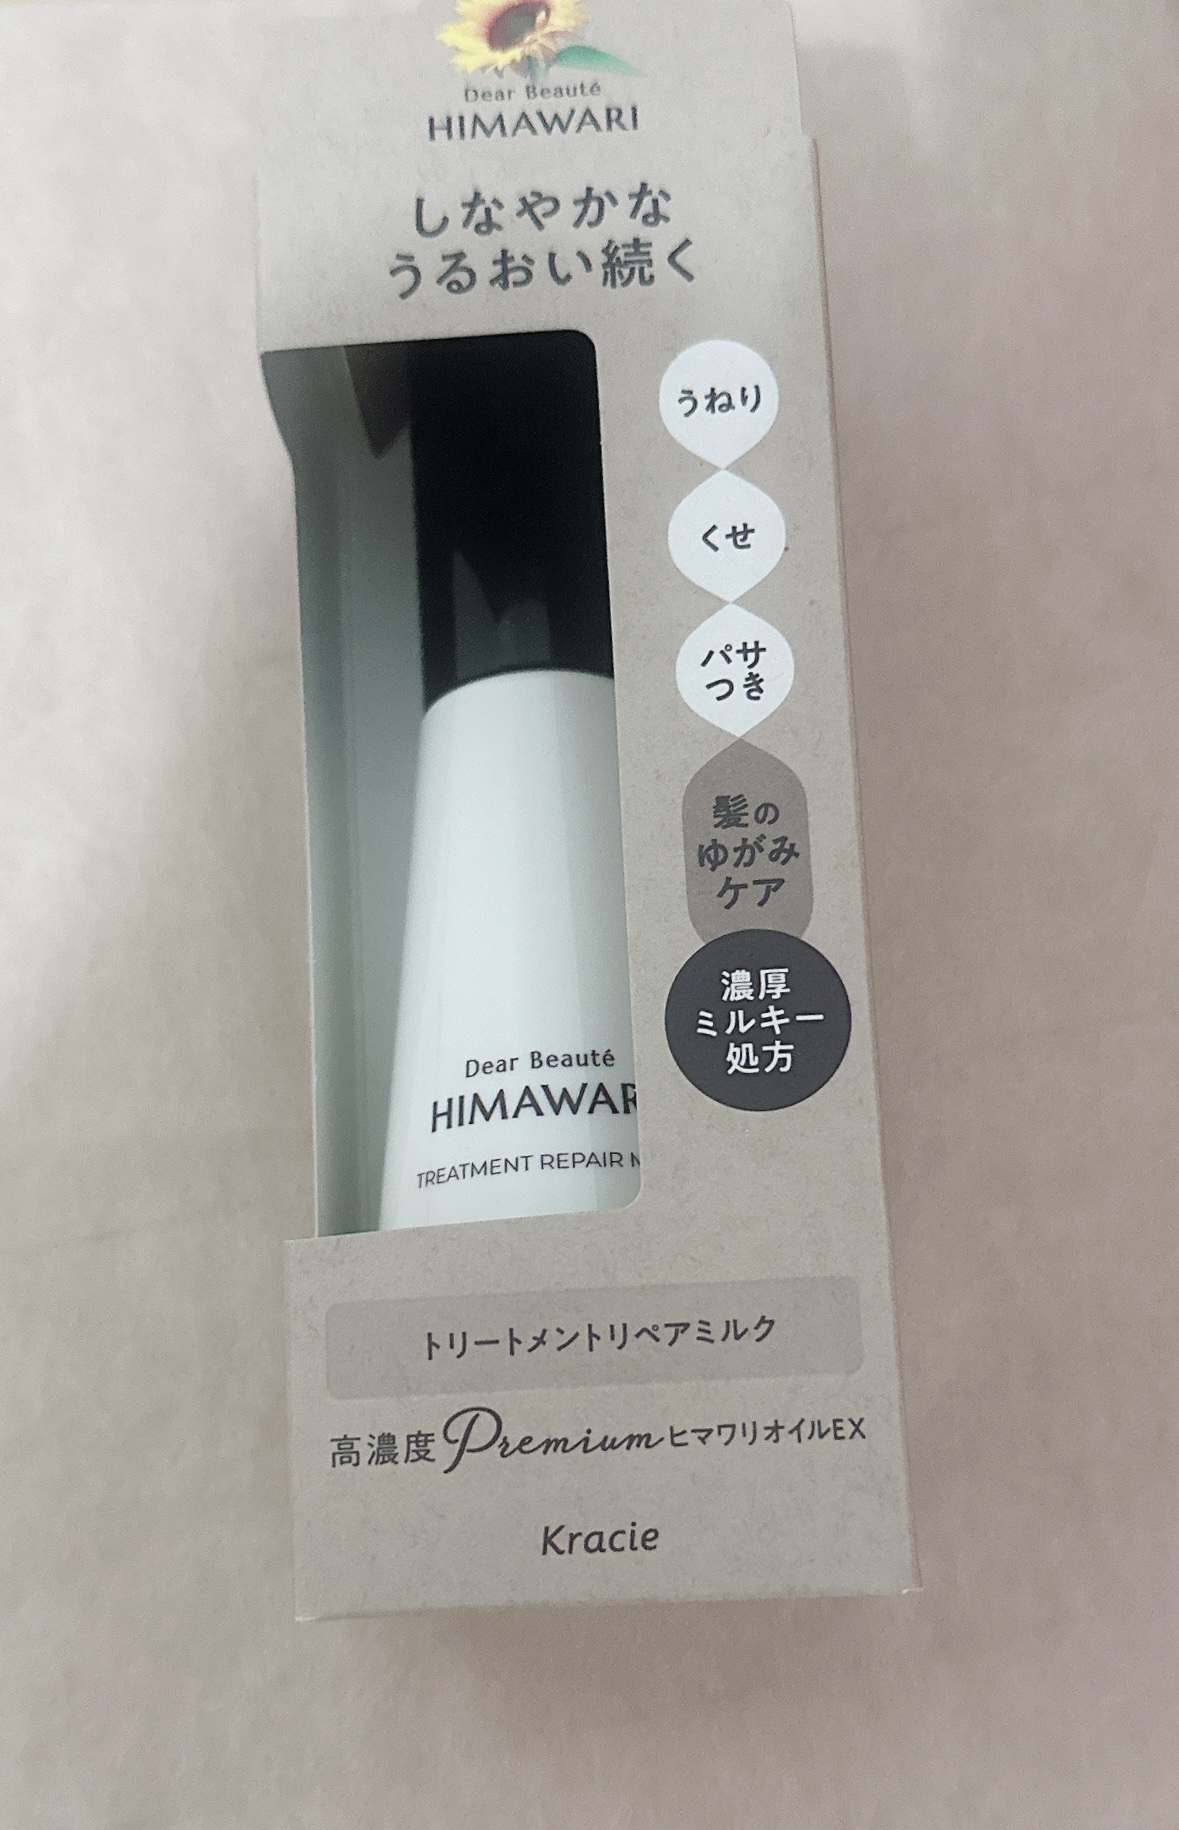 Dear Beauté
HIMAWARI
しなやかな
うるおい続く
うねり
くせ
パサ
つき
髪の
ゆがみ
ケア
濃厚
ミルキー
処方
Dear Beauté
HIMAWAR
TREATMENT REPAIR M
トリートメントリペアミルク
高濃度PremiumヒマワリオイルEX
Kracie